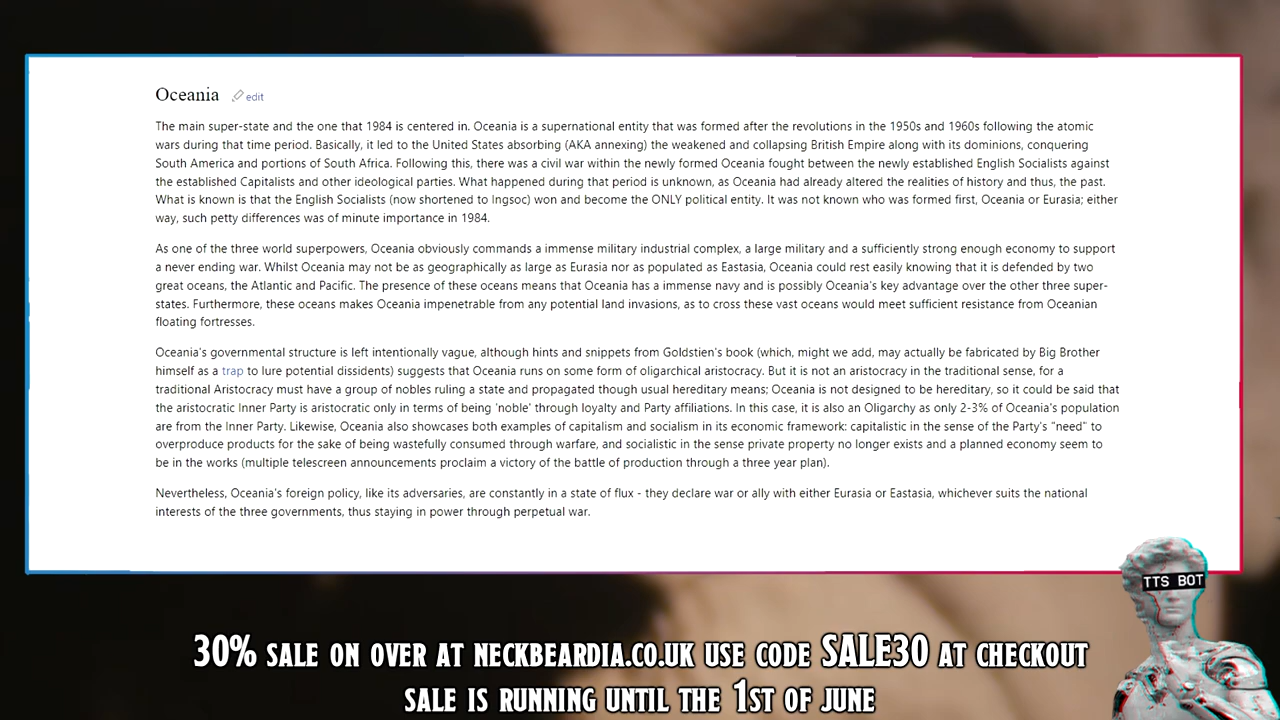 Oceania edit
The main super-state and the one that 1984 is centered in. Oceania is a supernational entity that was formed after the revolutions in the 1950s and 1960s following the atomic
wars during that time period. Basically, it led to the United States absorbing (AKA annexing) the weakened and collapsing British Empire along with its dominions, conquering
South America and portions of South Africa. Following this, there was a civil war within the newly formed Oceania fought between the newly established English Socialists against
the established Capitalists and other ideological parties. What happened during that period is unknown, as Oceania had already altered the realities of history and thus, the past.
What is known is that the English Socialists (now shortened to Ingsoc) won and become the ONLY political entity. It was not known who was formed first, Oceania or Eurasia; either
way, such petty differences was of minute importance in 1984.
As one of the three world superpowers, Oceania obviously commands a immense military industrial complex, a large military and a sufficiently strong enough economy to support
a never ending war. Whilst Oceania may not be as geographically as large as Eurasia nor as populated as Eastasia, Oceania could rest easily knowing that it is defended by two
great oceans, the Atlantic and Pacific. The presence of these oceans means that Oceania has a immense navy and is possibly Oceania's key advantage over the other three super-
states. Furthermore, these oceans makes Oceania impenetrable from any potential land invasions, as to cross these vast oceans would meet sufficient resistance from Oceanian
floating fortresses.
Oceania's governmental structure is left intentionally vague, although hints and snippets from Goldstien's book (which, might we add, may actually be fabricated by Big Brother
himself as a trap to lure potential dissidents) suggests that Oceania runs on some form of oligarchical aristocracy. But it is not an aristocracy in the traditional sense, for a
traditional Aristocracy must have a group of nobles ruling a state and propagated though usual hereditary means; Oceania is not designed to be hereditary, so it could be said that
the aristocratic Inner Party is aristocratic only in terms of being 'noble' through loyalty and Party affiliations. In this case, it is also an Oligarchy as only 2-3% of Oceania's population
are from the Inner Party. Likewise, Oceania also showcases both examples of capitalism and socialism in its economic framework: capitalistic in the sense of the Party's "need" to
overproduce products for the sake of being wastefully consumed through warfare, and socialistic in the sense private property no longer exists and a planned economy seem to
be in the works (multiple telescreen announcements proclaim a victory of the battle of production through a three year plan).
Nevertheless, Oceania's foreign policy, like its adversaries, are constantly in a state of flux - they declare war or ally with either Eurasia or Eastasia, whichever suits the national
interests of the three governments, thus staying in power through perpetual war.
TTS BOT
30% SALE ON OVER AT NECKBEARDIA.CO.UK USE CODE SALE30 AT CHECKOUT
SALE IS RUNNING UNTIL THE 1ST OF JUNE